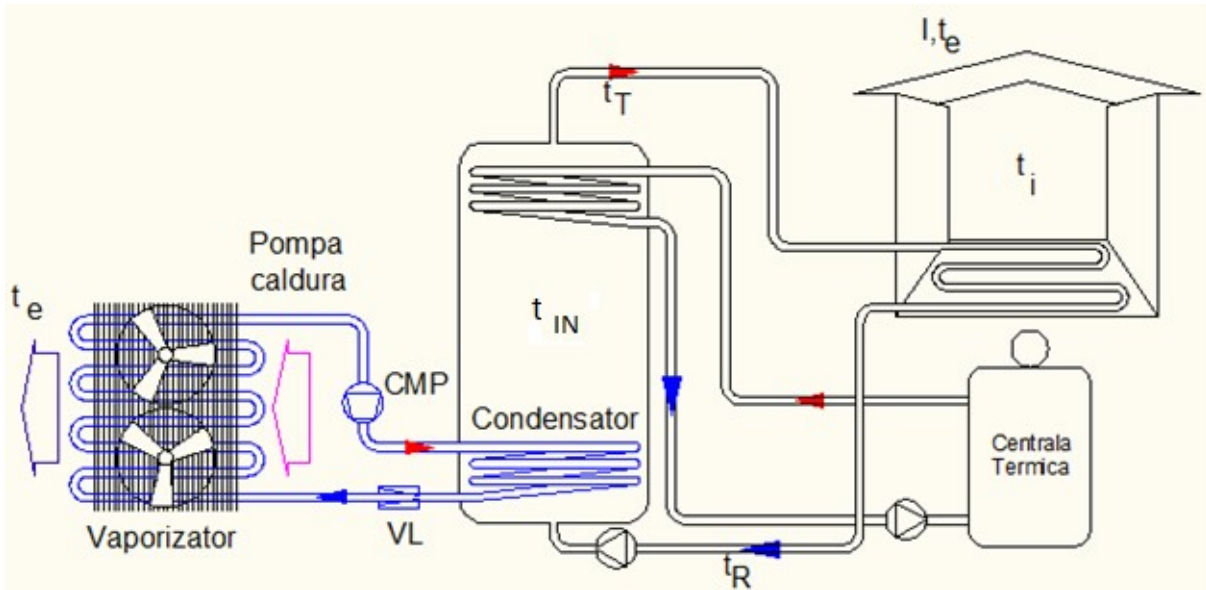 I,te
tT
ti
Pompa
caldura
te
tIN
CMP
Condensator
Centrala
Termica
VL
Vaporizator
tR